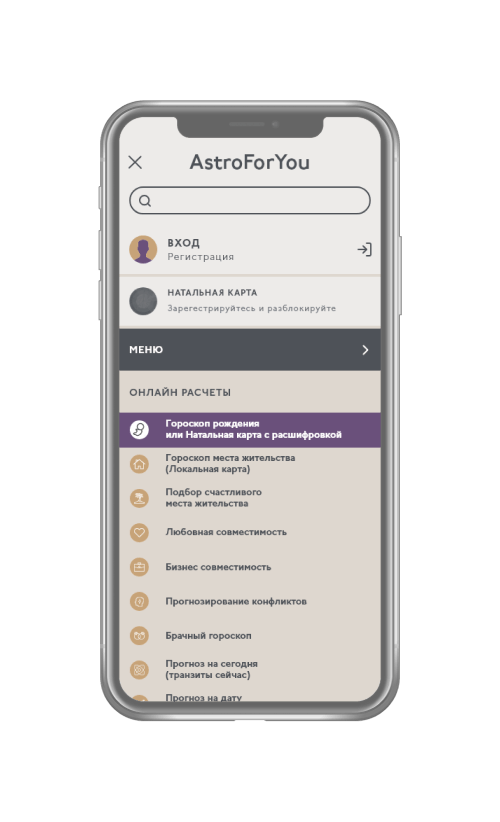 AstroForYou
ВХОД
Регистрация
НАТАЛЬНАЯ КАРТА
Зарегестрируйтесь и разблокируйте
МЕНЮ
ОНЛАЙН РАСЧЕТЫ
Гороскоп рождения
или Натальная карта с расшифровкой
Гороскоп места жительства
(Локальная карта)
Подбор счастливого
места жительства
Любовная совместимость
Бизнес совместимость
Прогнозирование конфликтов
Брачный гороскоп
Прогноз на сегодня
(транзиты сейчас)
Прогноз на дату